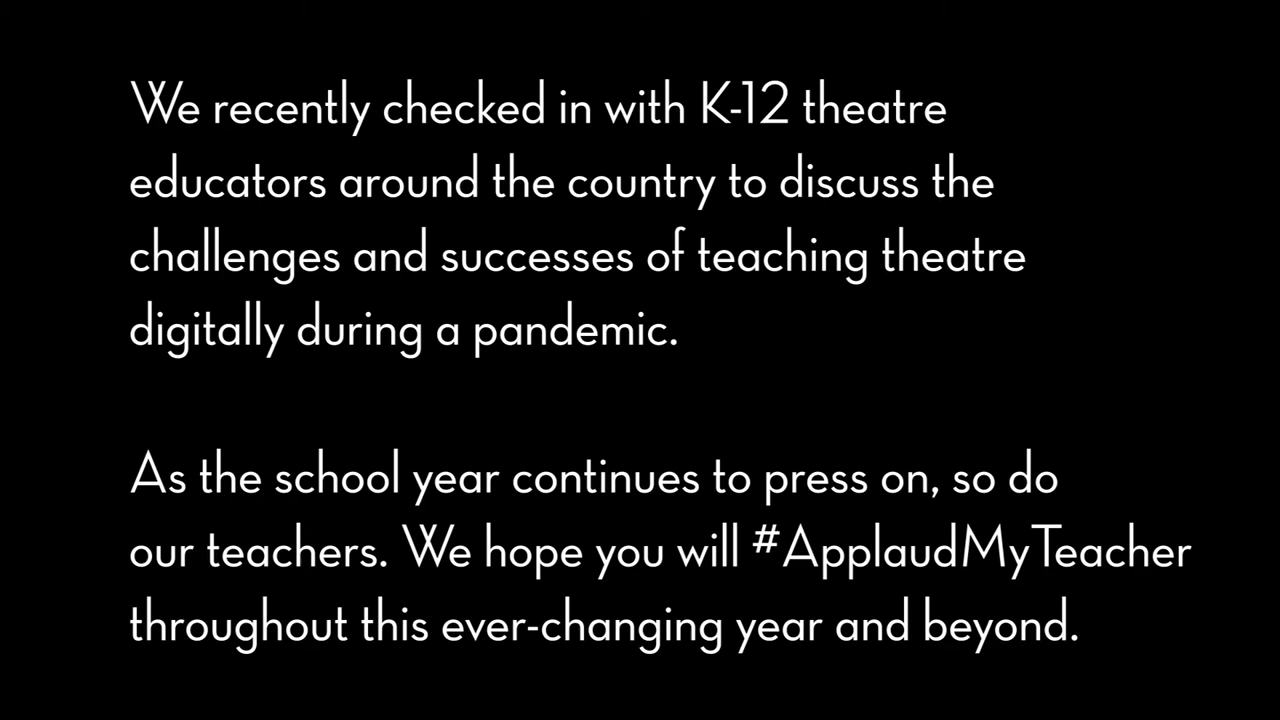 We recently checked in with K-12 theatre
educators around the country to discuss the
challenges and successes of teaching theatre
digitally during a pandemic.
As the school year continues to press on, so do
our teachers. We hope you will #ApplaudMyTeacher
throughout this ever-changing year and beyond.